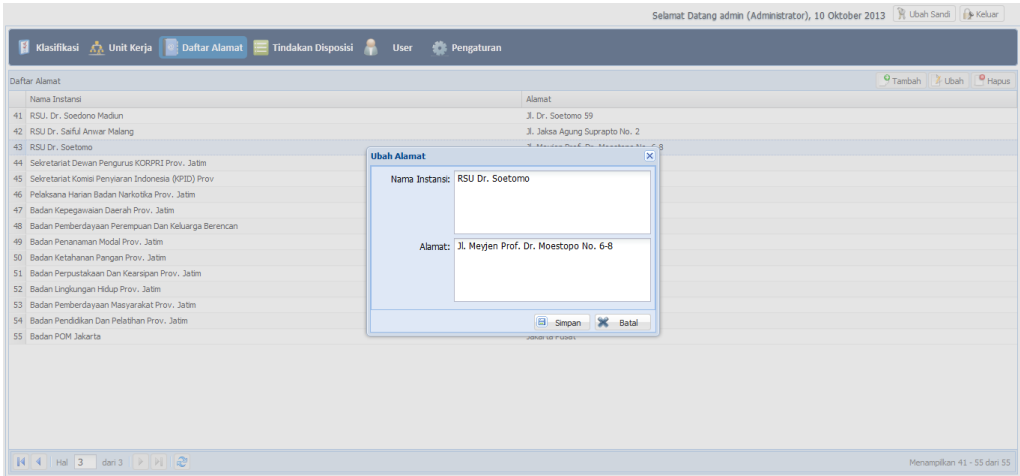 Selamat Datang admin (Administrator), 10 Oktober 2013 Ubah Sandi Keluar
Klasifikasi Unit Kerja Daftar Alamat Tindakan Disposisi User Pengaturan
Daftar Alamat Tambah Ubah Hapus
Nama Instansi Alamat
41 RSU. Dr. Soedono Madiun Jl. Dr. Soetomo 59
42 RSU Dr. Saiful Anwar Malang Jl. Jaksa Agung Suprapto No. 2
43 RSU Dr. Soetomo Jl. Meyjen Prof. Dr. Moestopo No. 6-8
44 Sekretariat Dewan Pengurus KORPRI Prov. Jatim
45 Sekretariat Komisi Penyiaran Indonesia (KPID) Prov
46 Pelaksana Harian Badan Narkotika Prov. Jatim
47 Badan Kepegawaian Daerah Prov. Jatim
48 Badan Pemberdayaan Perempuan Dan Keluarga Berencan
49 Badan Penanaman Modal Prov. Jatim
50 Badan Ketahanan Pangan Prov. Jatim
51 Badan Perpustakaan Dan Kearsipan Prov. Jatim
52 Badan Lingkungan Hidup Prov. Jatim
53 Badan Pemberdayaan Masyarakat Prov. Jatim
54 Badan Pendidikan Dan Pelatihan Prov. Jatim
55 Badan POM Jakarta Jakarta Pusat
Ubah Alamat
Nama Instansi: RSU Dr. Soetomo
Alamat: Jl. Meyjen Prof. Dr. Moestopo No. 6-8
Simpan Batal
Hal 3 dari 3 Menampilkan 41 - 55 dari 55